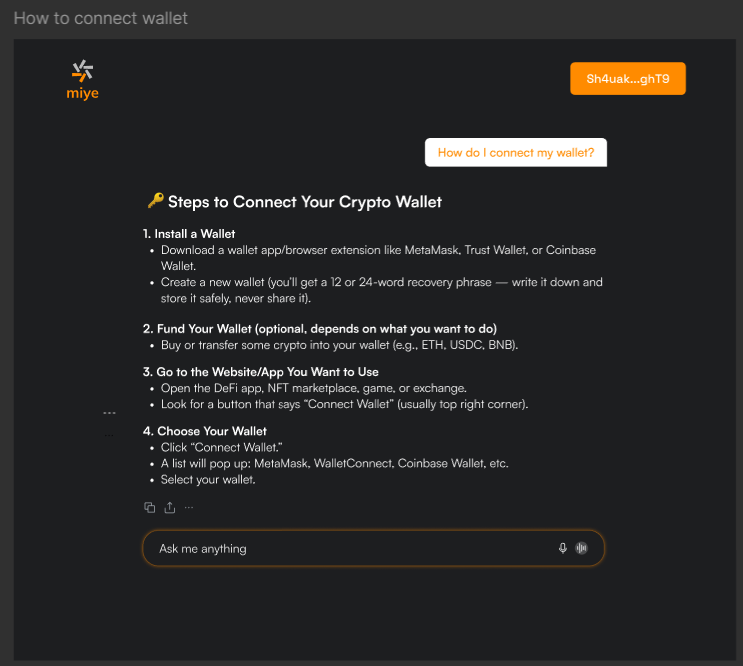 How to connect wallet
miye
Sh4uak...ghT9
How do I connect my wallet?
🔑 Steps to Connect Your Crypto Wallet
1. Install a Wallet
• Download a wallet app/browser extension like MetaMask, Trust Wallet, or Coinbase
Wallet.
• Create a new wallet (you’ll get a 12 or 24-word recovery phrase — write it down and
store it safely, never share it).
2. Fund Your Wallet (optional, depends on what you want to do)
• Buy or transfer some crypto into your wallet (e.g., ETH, USDC, BNB).
3. Go to the Website/App You Want to Use
• Open the DeFi app, NFT marketplace, game, or exchange.
• Look for a button that says “Connect Wallet” (usually top right corner).
4. Choose Your Wallet
• Click “Connect Wallet.”
• A list will pop up: MetaMask, WalletConnect, Coinbase Wallet, etc.
• Select your wallet.
Ask me anything